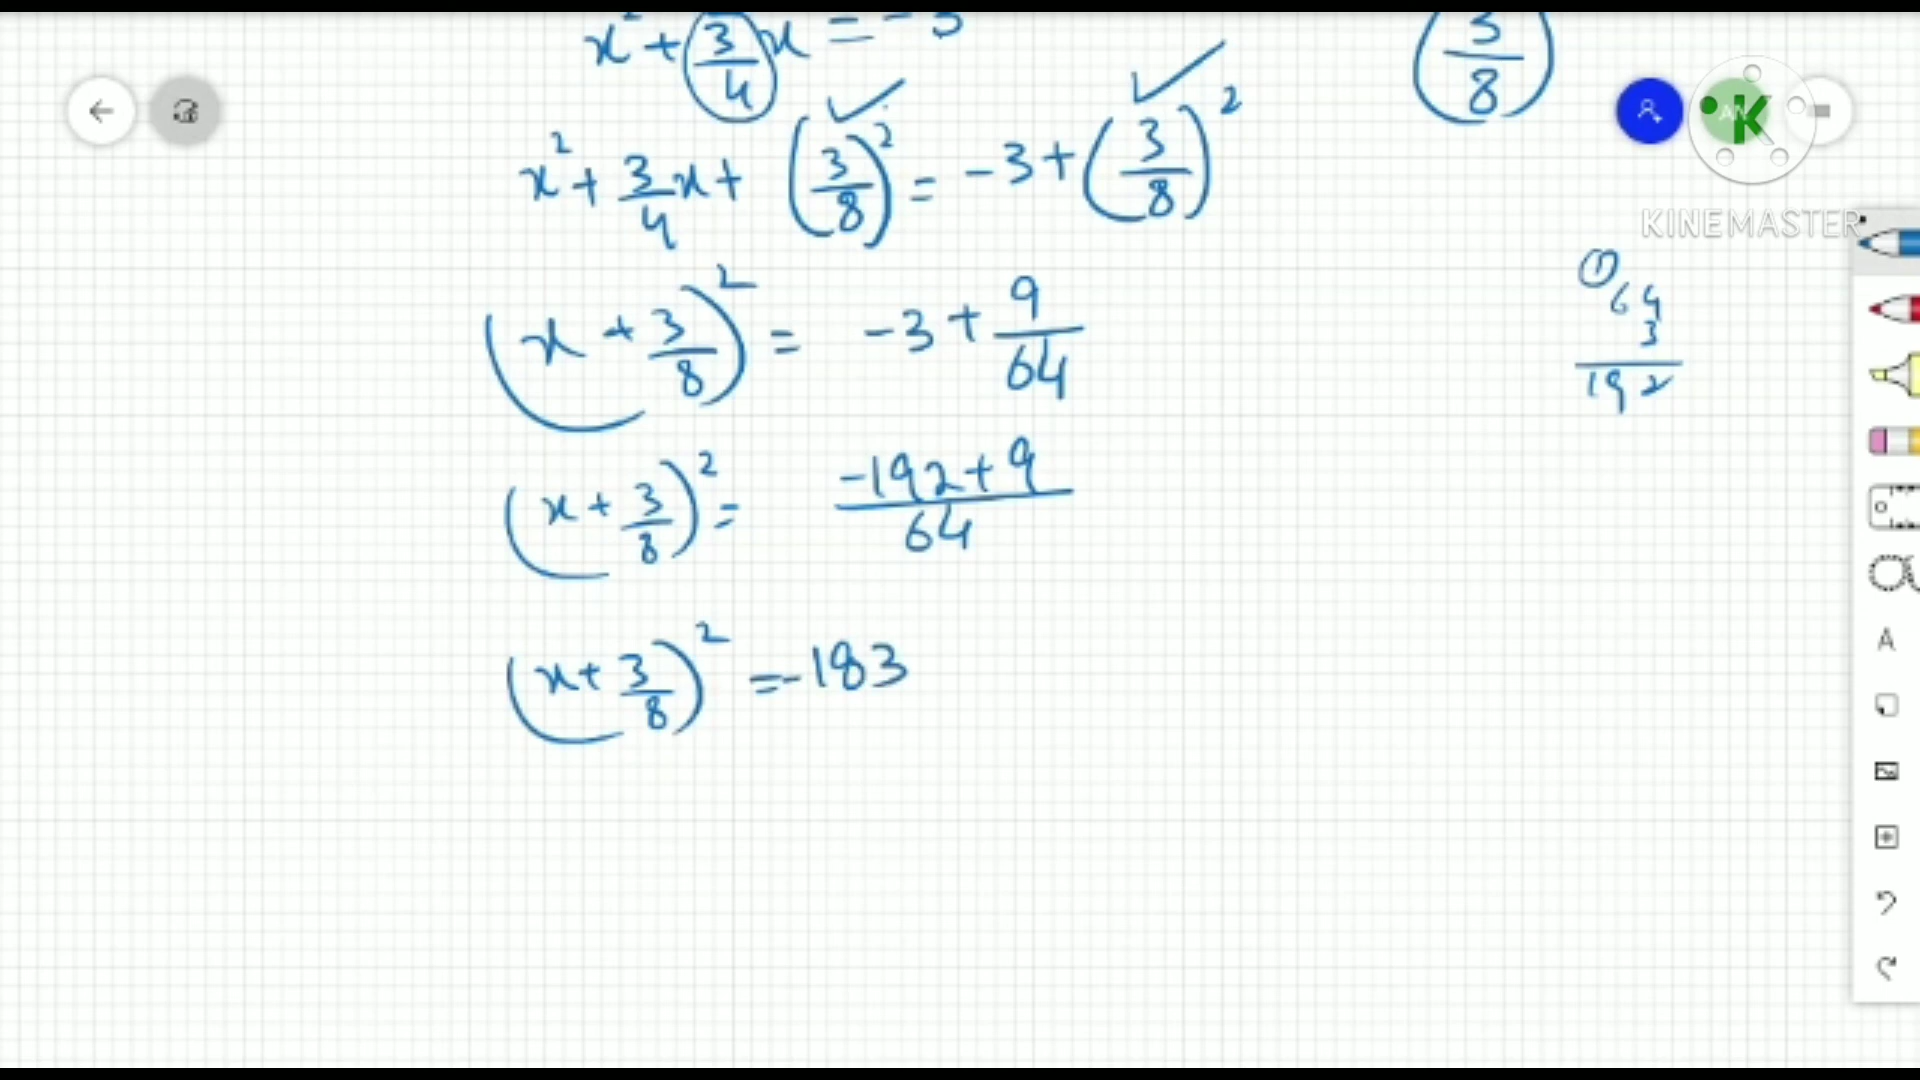 x² + 3/4 x = -3
(3/8)
x² + 3/4 x + (3/8)² = -3 + (3/8)²
K
KINEMASTER
(x + 3/8)² = -3 + 9/64
1
64
3
192
(x + 3/8)² = -192+9/64
(x + 3/8)² = -183
A